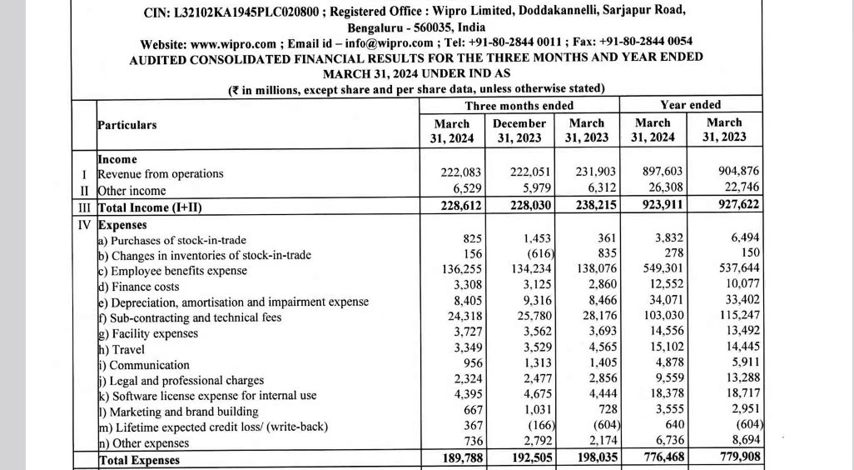 CIN: L32102KA1945PLC020800 ; Registered Office : Wipro Limited, Doddakannelli, Sarjapur Road,
Bengaluru - 560035, India
Website: www.wipro.com ; Email id – info@wipro.com ; Tel: +91-80-2844 0011 ; Fax: +91-80-2844 0054
AUDITED CONSOLIDATED FINANCIAL RESULTS FOR THE THREE MONTHS AND YEAR ENDED
MARCH 31, 2024 UNDER IND AS
(₹ in millions, except share and per share data, unless otherwise stated)
Particulars Three months ended Year ended
March 31, 2024 December 31, 2023 March 31, 2023 March 31, 2024 March 31, 2023
Income
I Revenue from operations 222,083 222,051 231,903 897,603 904,876
II Other income 6,529 5,979 6,312 26,308 22,746
III Total Income (I+II) 228,612 228,030 238,215 923,911 927,622
IV Expenses
a) Purchases of stock-in-trade 825 1,453 361 3,832 6,494
b) Changes in inventories of stock-in-trade 156 (616) 835 278 150
c) Employee benefits expense 136,255 134,234 138,076 549,301 537,644
d) Finance costs 3,308 3,125 2,860 12,552 10,077
e) Depreciation, amortisation and impairment expense 8,405 9,316 8,466 34,071 33,402
f) Sub-contracting and technical fees 24,318 25,780 28,176 103,030 115,247
g) Facility expenses 3,727 3,562 3,693 14,556 13,492
h) Travel 3,349 3,529 4,565 15,102 14,445
i) Communication 956 1,313 1,405 4,878 5,911
j) Legal and professional charges 2,324 2,477 2,856 9,559 13,288
k) Software license expense for internal use 4,395 4,675 4,444 18,378 18,717
l) Marketing and brand building 667 1,031 728 3,555 2,951
m) Lifetime expected credit loss/ (write-back) 367 (166) (604) 640 (604)
n) Other expenses 736 2,792 2,174 6,736 8,694
Total Expenses 189,788 192,505 198,035 776,468 779,908